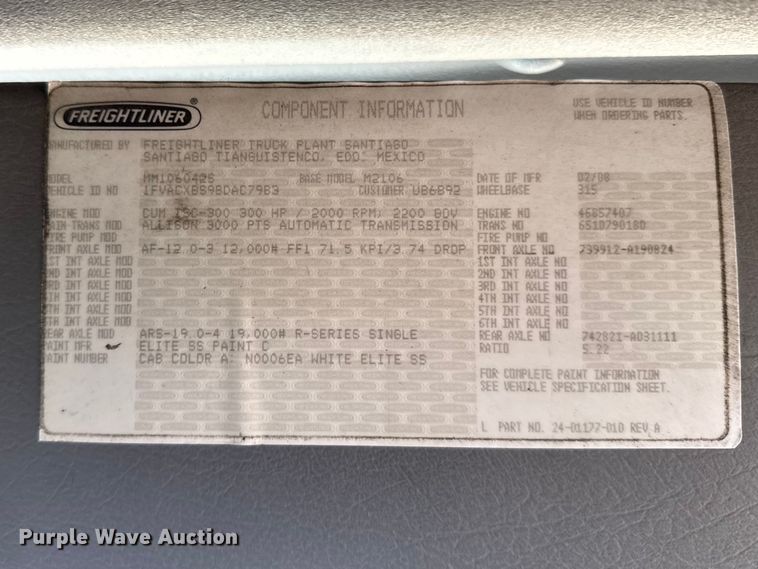 FREIGHTLINER®
COMPONENT INFORMATION
USE VEHICLE ID NUMBER
WHEN ORDERING PARTS.
MANUFACTURED BY FREIGHTLINER TRUCK PLANT SANTIAGO
SANTIAGO TIANGUISTENCO, EDO. MEXICO
MODEL MM106042S BASE MODEL M2106 DATE OF MFR 02/08
VEHICLE ID NO 1FVACXBS98DAC7983 CUSTOMER UB6892 WHEELBASE 315
ENGINE MOD CUM ISC-300 300 HP / 2000 RPM; 2200 GOV ENGINE NO 46857407
MAIN TRANS MOD ALLISON 3000 PTS AUTOMATIC TRANSMISSION TRANS NO 6510790180
FIRE PUMP MOD FIRE PUMP NO
FRONT AXLE MOD AF-12.0-3 12,000# FF1 71.5 KPI/3.74 DROP FRONT AXLE NO 739912-A190824
1ST INT AXLE MOD 1ST INT AXLE NO
2ND INT AXLE MOD 2ND INT AXLE NO
3RD INT AXLE MOD 3RD INT AXLE NO
4TH INT AXLE MOD 4TH INT AXLE NO
5TH INT AXLE MOD 5TH INT AXLE NO
6TH INT AXLE MOD 6TH INT AXLE NO
REAR AXLE MOD ARS-19.0-4 19,000# R-SERIES SINGLE REAR AXLE NO 742821-A031111
PAINT MFR ELITE SS PAINT C RATIO 5.22
PAINT NUMBER CAB COLOR A: N0006EA WHITE ELITE SS
FOR COMPLETE PAINT INFORMATION
SEE VEHICLE SPECIFICATION SHEET.
L PART NO. 24-01177-010 REV A
Purple Wave Auction